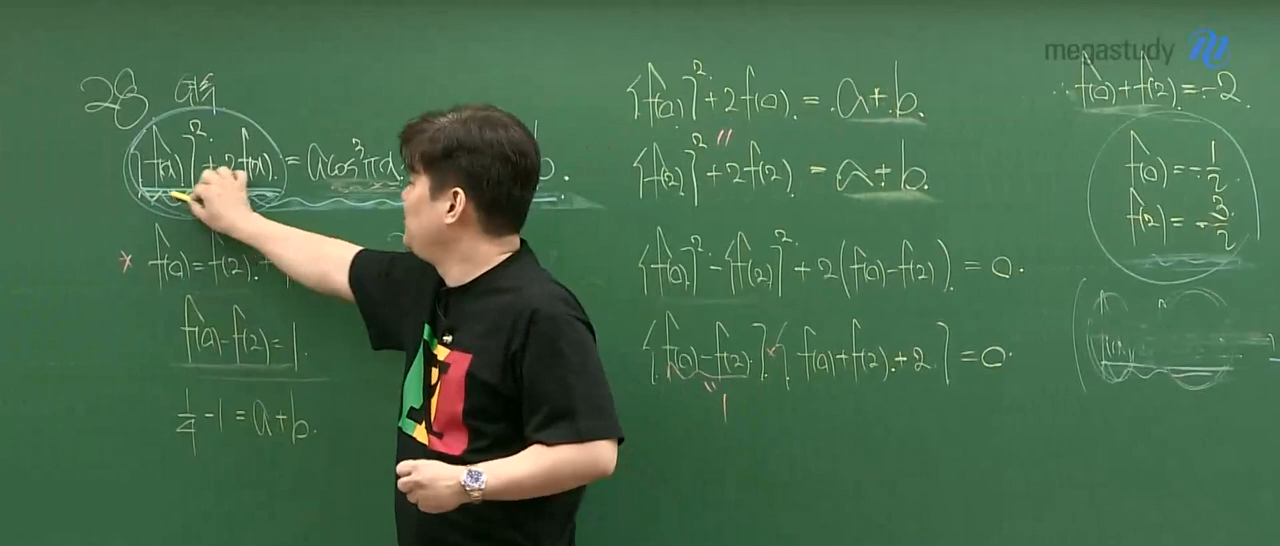 megastudy
28
{f(x)}² + 2f(x) = a cos³πx b.
* f(0) = f(2) +
f(0) - f(2) = 1.
1/4 - 1 = a + b.
{f(0)}² + 2f(0) = a + b.
"
{f(2)}² + 2f(2) = a + b.
{f(0)}² - {f(2)}² + 2(f(0) - f(2)) = 0.
{f(0) - f(2)} × {f(0) + f(2) + 2} = 0.
"
1
f(0) + f(2) = -2.
f(0) = -1/2
f(2) = -3/2